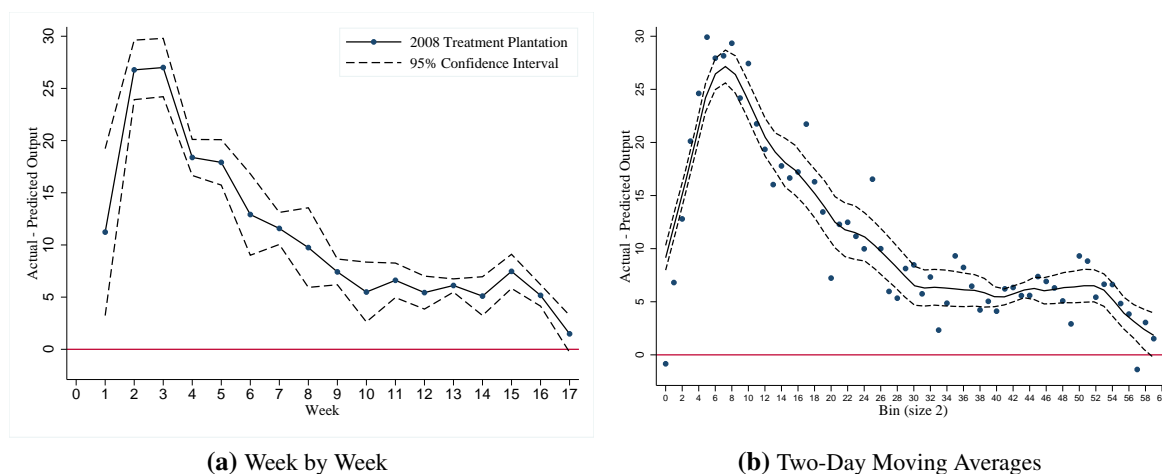 30
25
20
15
10
5
0
Actual - Predicted Output
2008 Treatment Plantation
95% Confidence Interval
0 1 2 3 4 5 6 7 8 9 10 11 12 13 14 15 16 17
Week
(a) Week by Week
30
25
20
15
10
5
0
Actual - Predicted Output
0 2 4 6 8 10 12 14 16 18 20 22 24 26 28 30 32 34 36 38 40 42 44 46 48 50 52 54 56 58
Bin (size 2)
(b) Two-Day Moving Averages